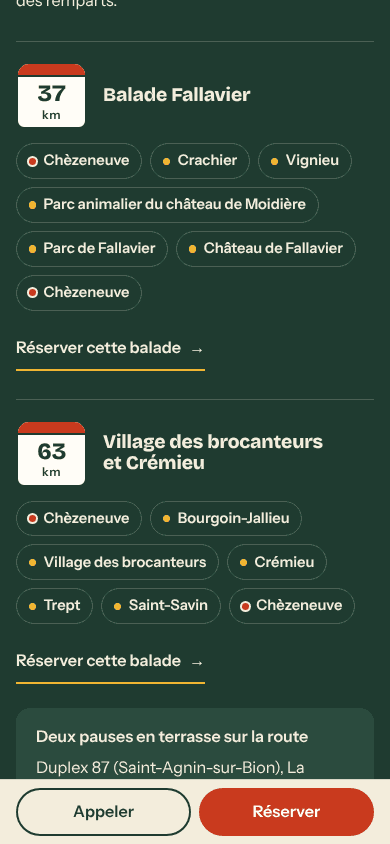 des remparts.
37
km
Balade Fallavier
Chèzeneuve
Crachier
Vignieu
Parc animalier du château de Moidière
Parc de Fallavier
Château de Fallavier
Chèzeneuve
Réserver cette balade →
63
km
Village des brocanteurs
et Crémieu
Chèzeneuve
Bourgoin-Jallieu
Village des brocanteurs
Crémieu
Trept
Saint-Savin
Chèzeneuve
Réserver cette balade →
Deux pauses en terrasse sur la route
Duplex 87 (Saint-Agnin-sur-Bion), La
Appeler
Réserver